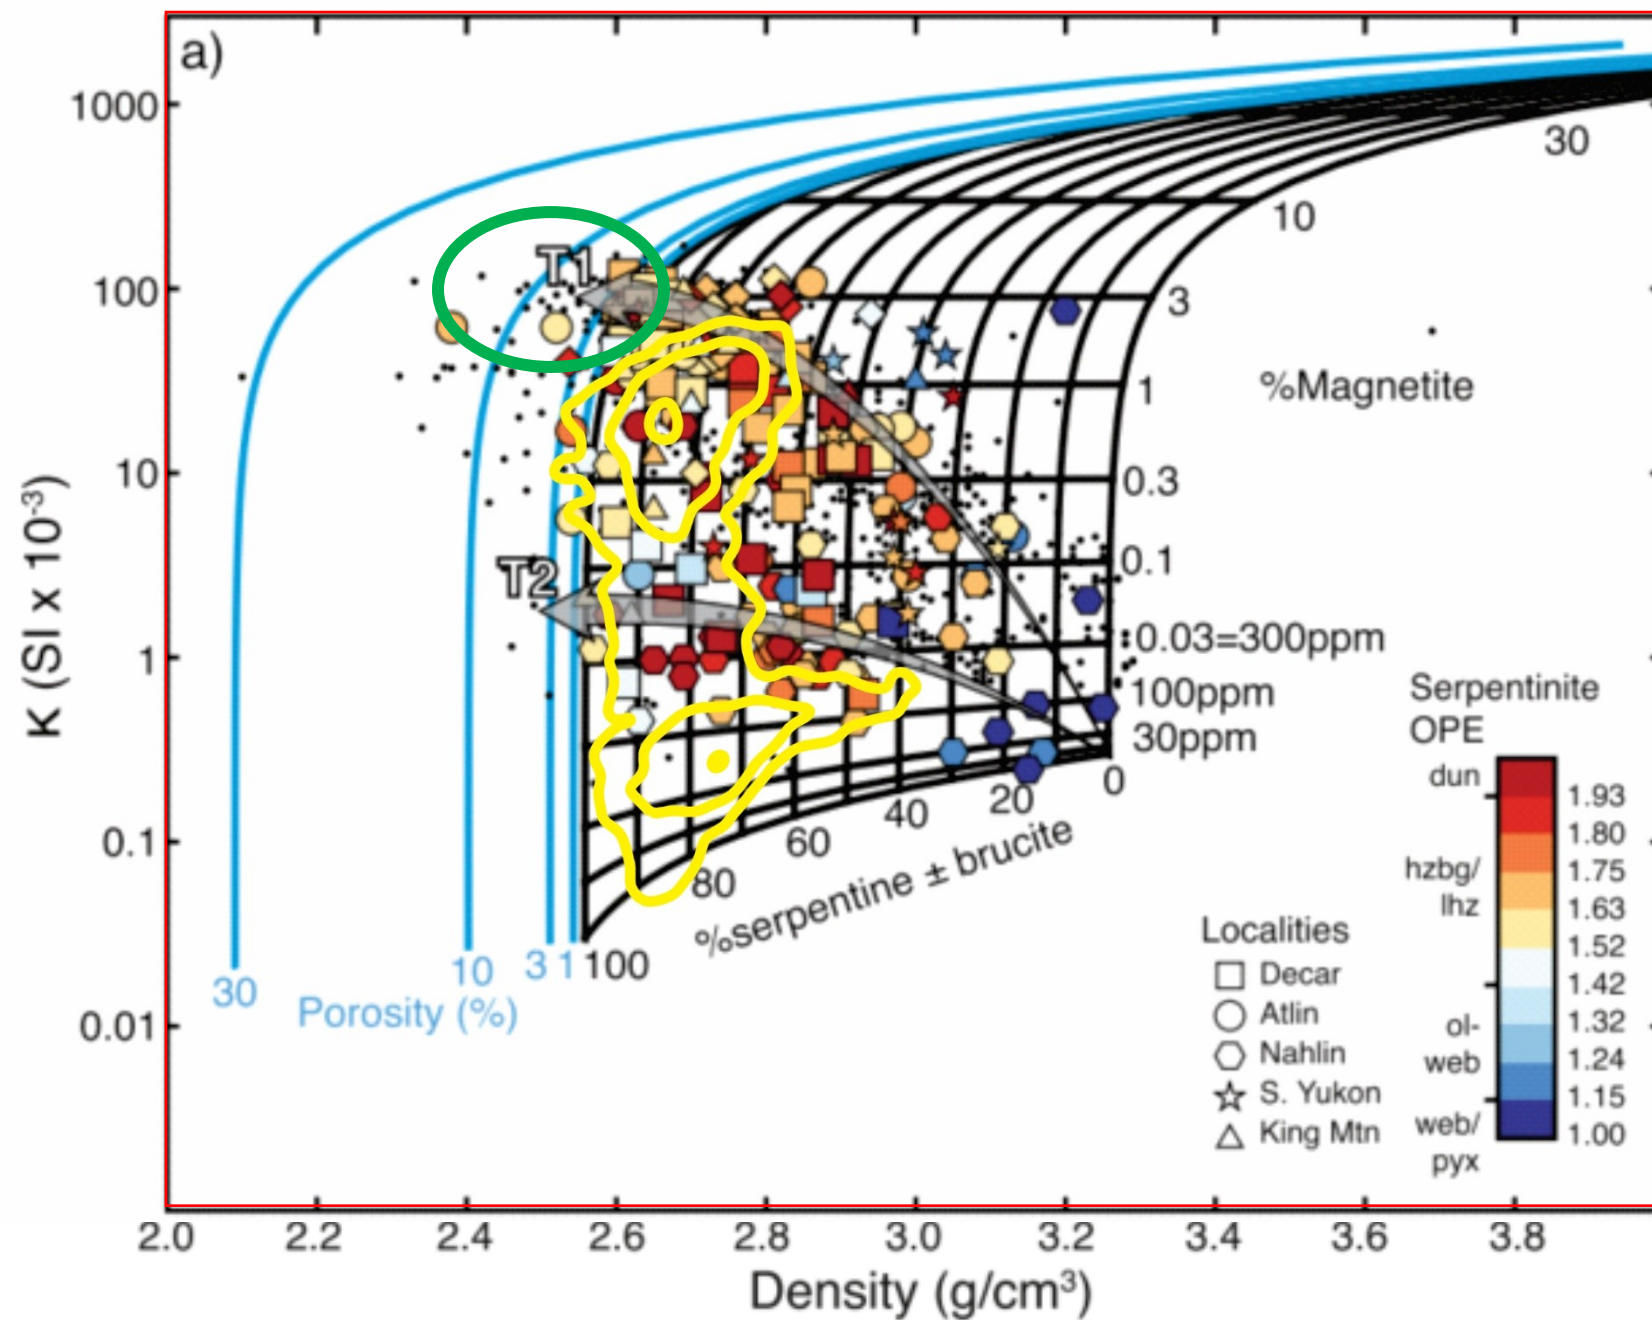 a)
1000
100
10
1
0.1
0.01
K (SI x 10-3)
T1
T2
30
10
3
1
0.3
0.1
0.03=300ppm
100ppm
30ppm
%Magnetite
0
20
40
60
80
100
%serpentine ± brucite
30
10
3
1
Porosity (%)
Localities
Decar
Atlin
Nahlin
S. Yukon
King Mtn
Serpentinite
OPE
dun
hzbg/
lhz
ol-
web
web/
pyx
1.93
1.80
1.75
1.63
1.52
1.42
1.32
1.24
1.15
1.00
2.0 2.2 2.4 2.6 2.8 3.0 3.2 3.4 3.6 3.8
Density (g/cm3)